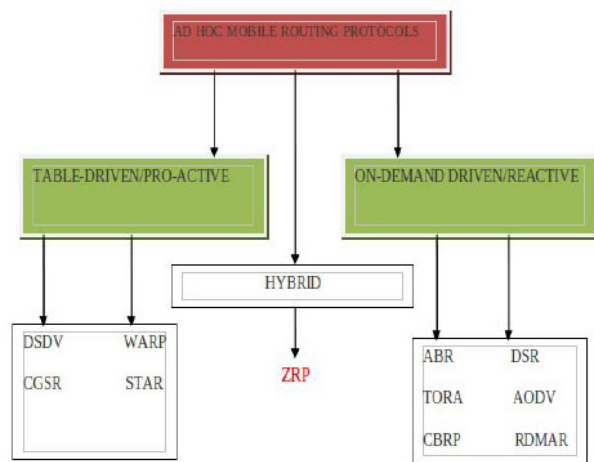 AD HOC MOBILE ROUTING PROTOCOLS
TABLE-DRIVEN/PRO-ACTIVE
ON-DEMAND DRIVEN/REACTIVE
HYBRID
DSDV WARP
CGSR STAR
ZRP
ABR DSR
TORA AODV
CBRP RDMAR